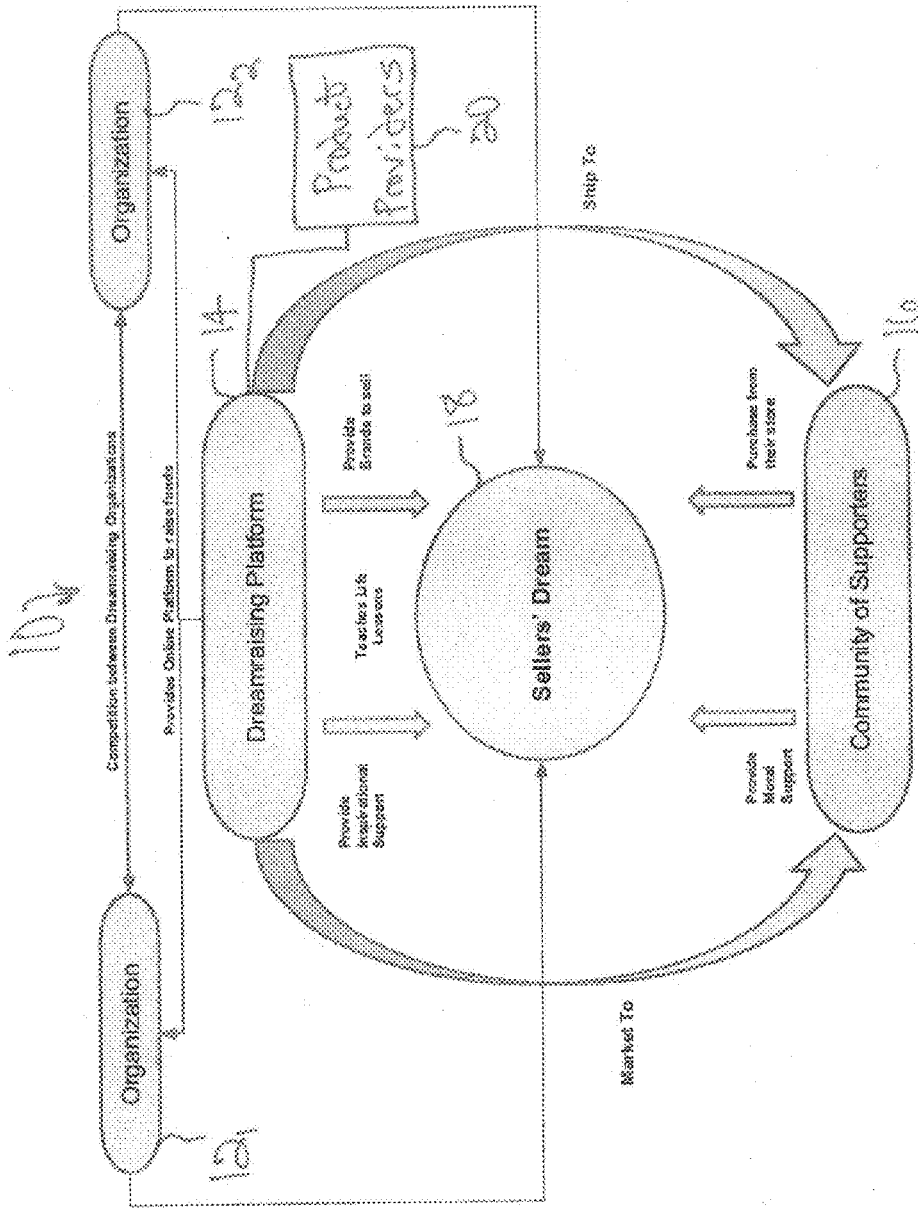 10
Competition between Dreamraising Organizations
Organization
Organization
12₁
12₂
Provides Online Platform to raise funds
14
Dreamraising Platform
Product
Providers
20
Provide
Inspirational
Support
Teaches Life
Lessons
Provide
Brands to sell
18
Sellers' Dream
Market To
Ship To
Provide
Moral
Support
Purchase from
their store
16
Community of Supporters